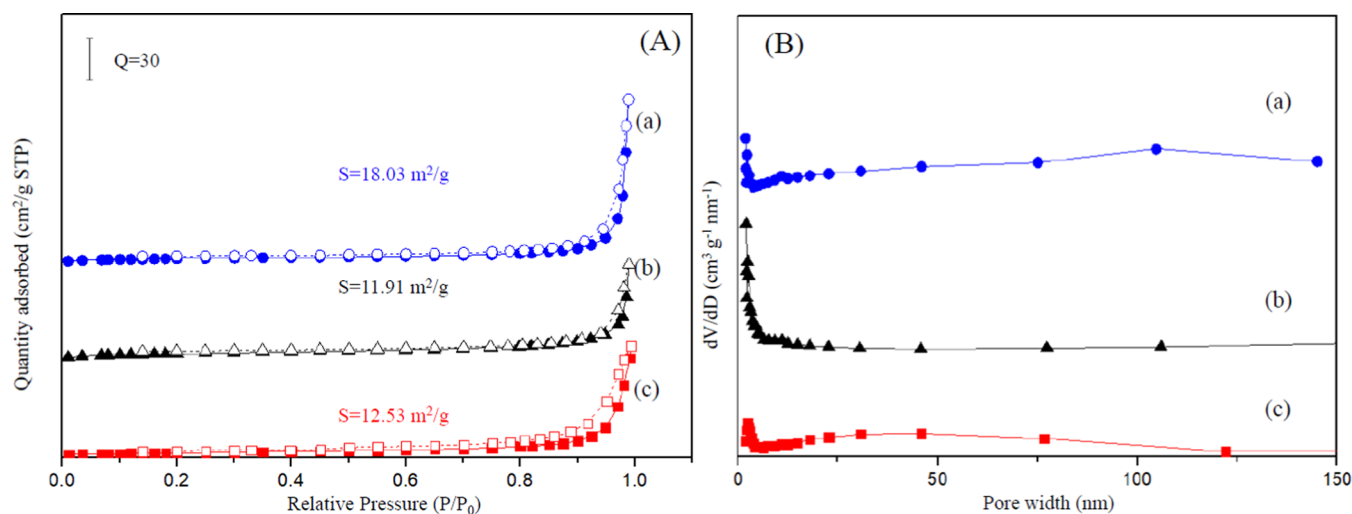 (A)
Q=30
(a)
S=18.03 m²/g
(b)
S=11.91 m²/g
(c)
S=12.53 m²/g
Quantity adsorbed (cm²/g STP)
0.0 0.2 0.4 0.6 0.8 1.0
Relative Pressure (P/P₀)
(B)
(a)
(b)
(c)
dV/dD (cm³ g⁻¹ nm⁻¹)
0 50 100 150
Pore width (nm)